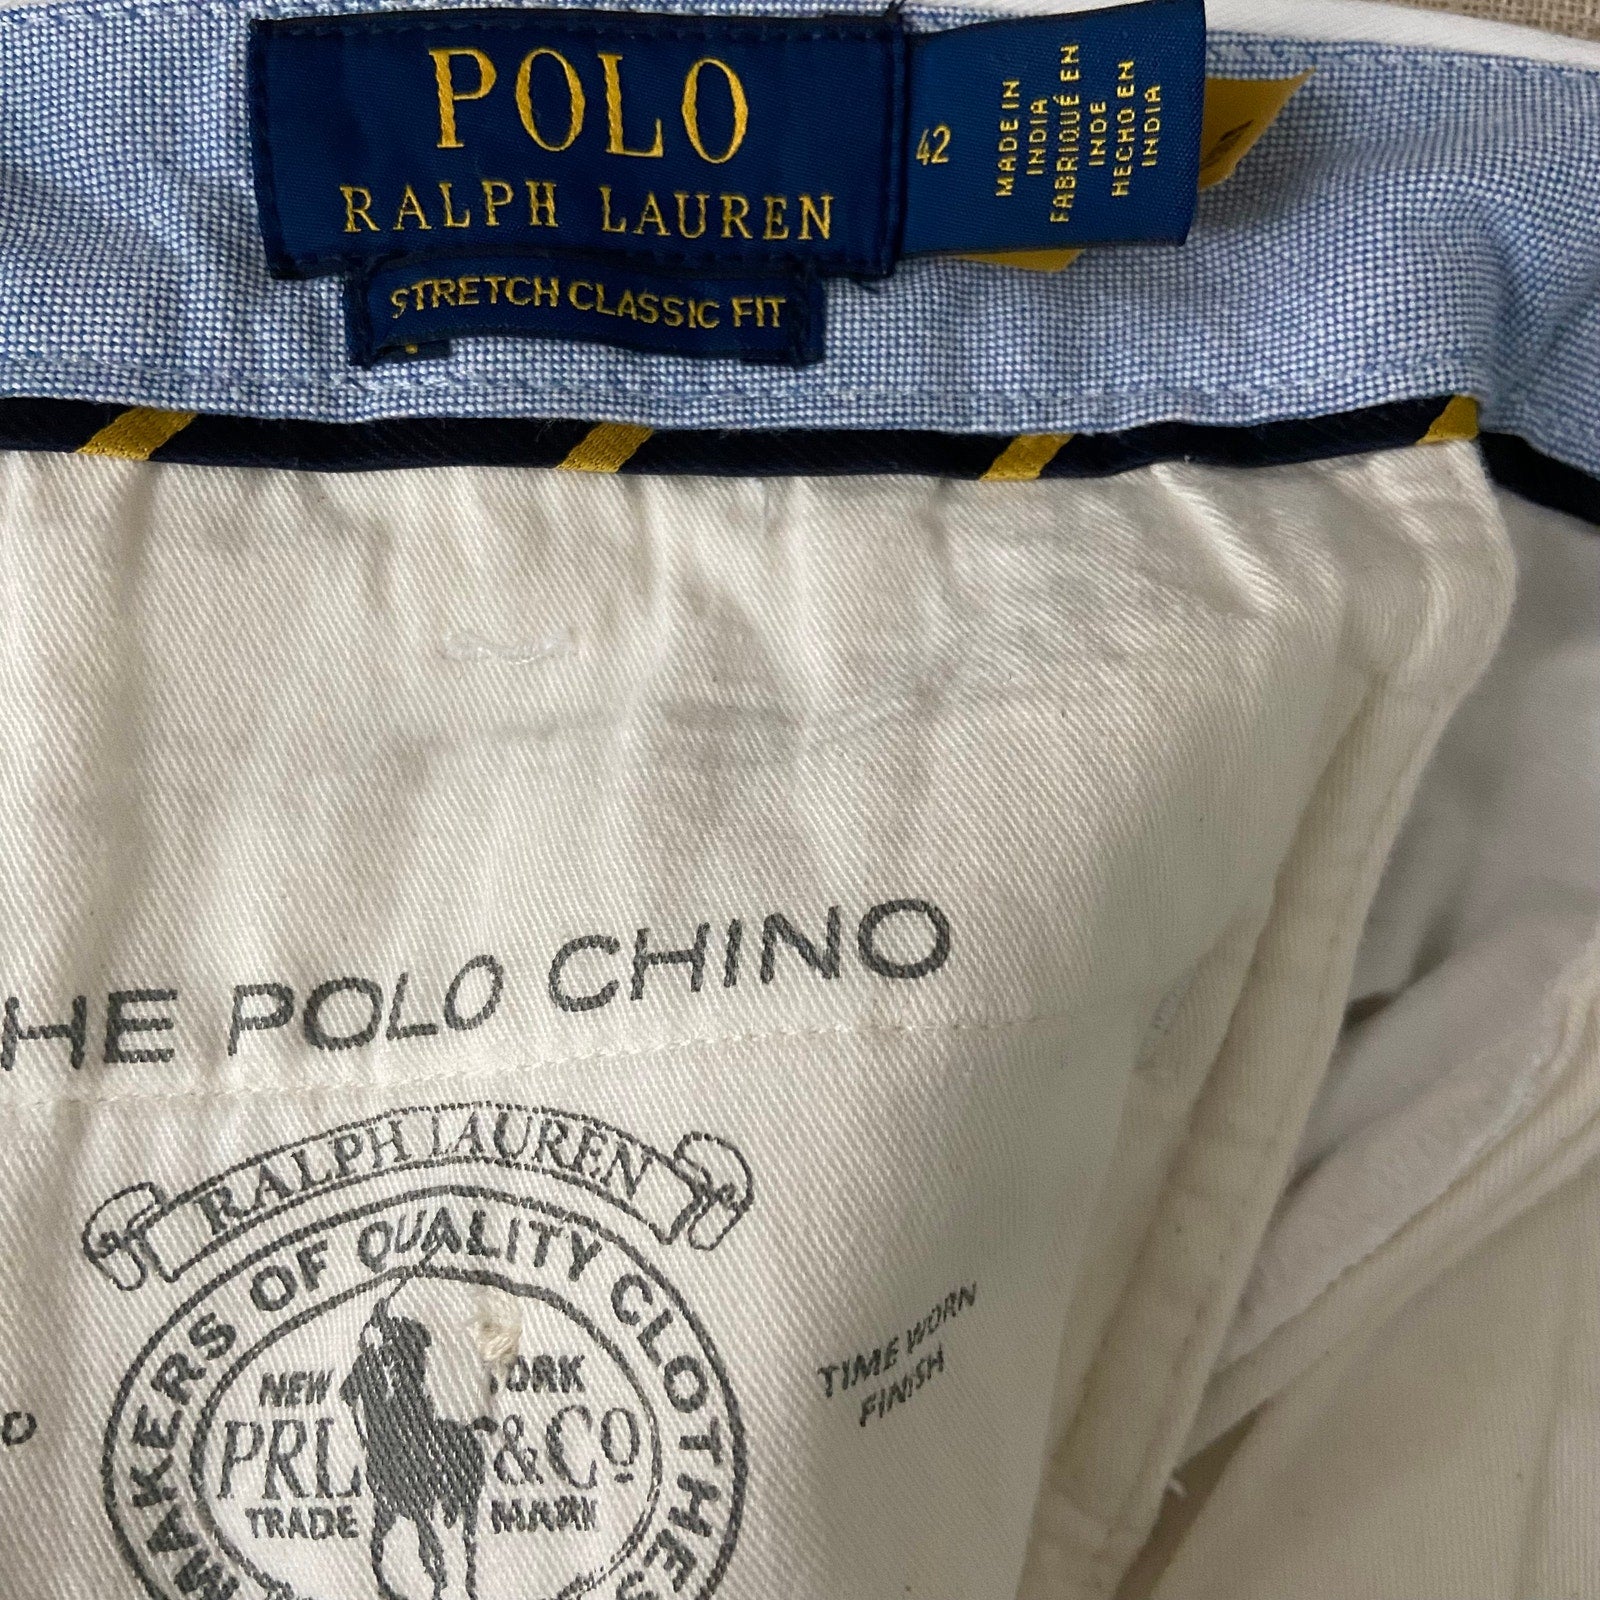 POLO
RALPH LAUREN
STRETCH CLASSIC FIT
42
MADE IN
INDIA
FABRIQUÉ EN
INDE
HECHO EN
INDIA
HE POLO CHINO
RALPH LAUREN
MAKERS OF QUALITY CLOTHES
NEW YORK
PRL & Co
TRADE MARK
TIME WORN
FINISH